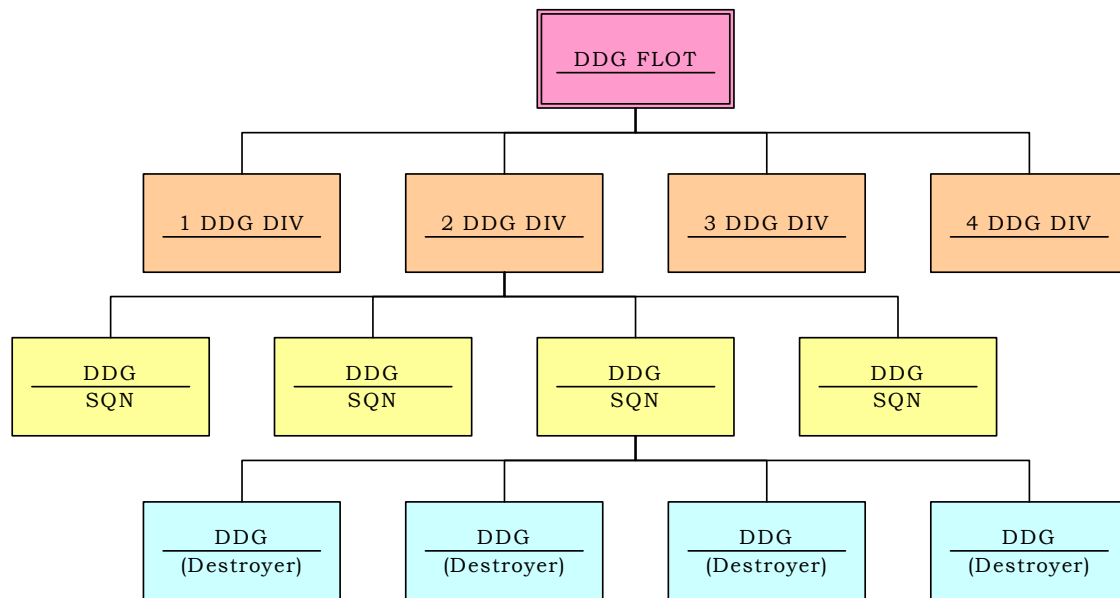 DDG FLOT
1 DDG DIV
2 DDG DIV
3 DDG DIV
4 DDG DIV
DDG
SQN
DDG
SQN
DDG
SQN
DDG
SQN
DDG
(Destroyer)
DDG
(Destroyer)
DDG
(Destroyer)
DDG
(Destroyer)